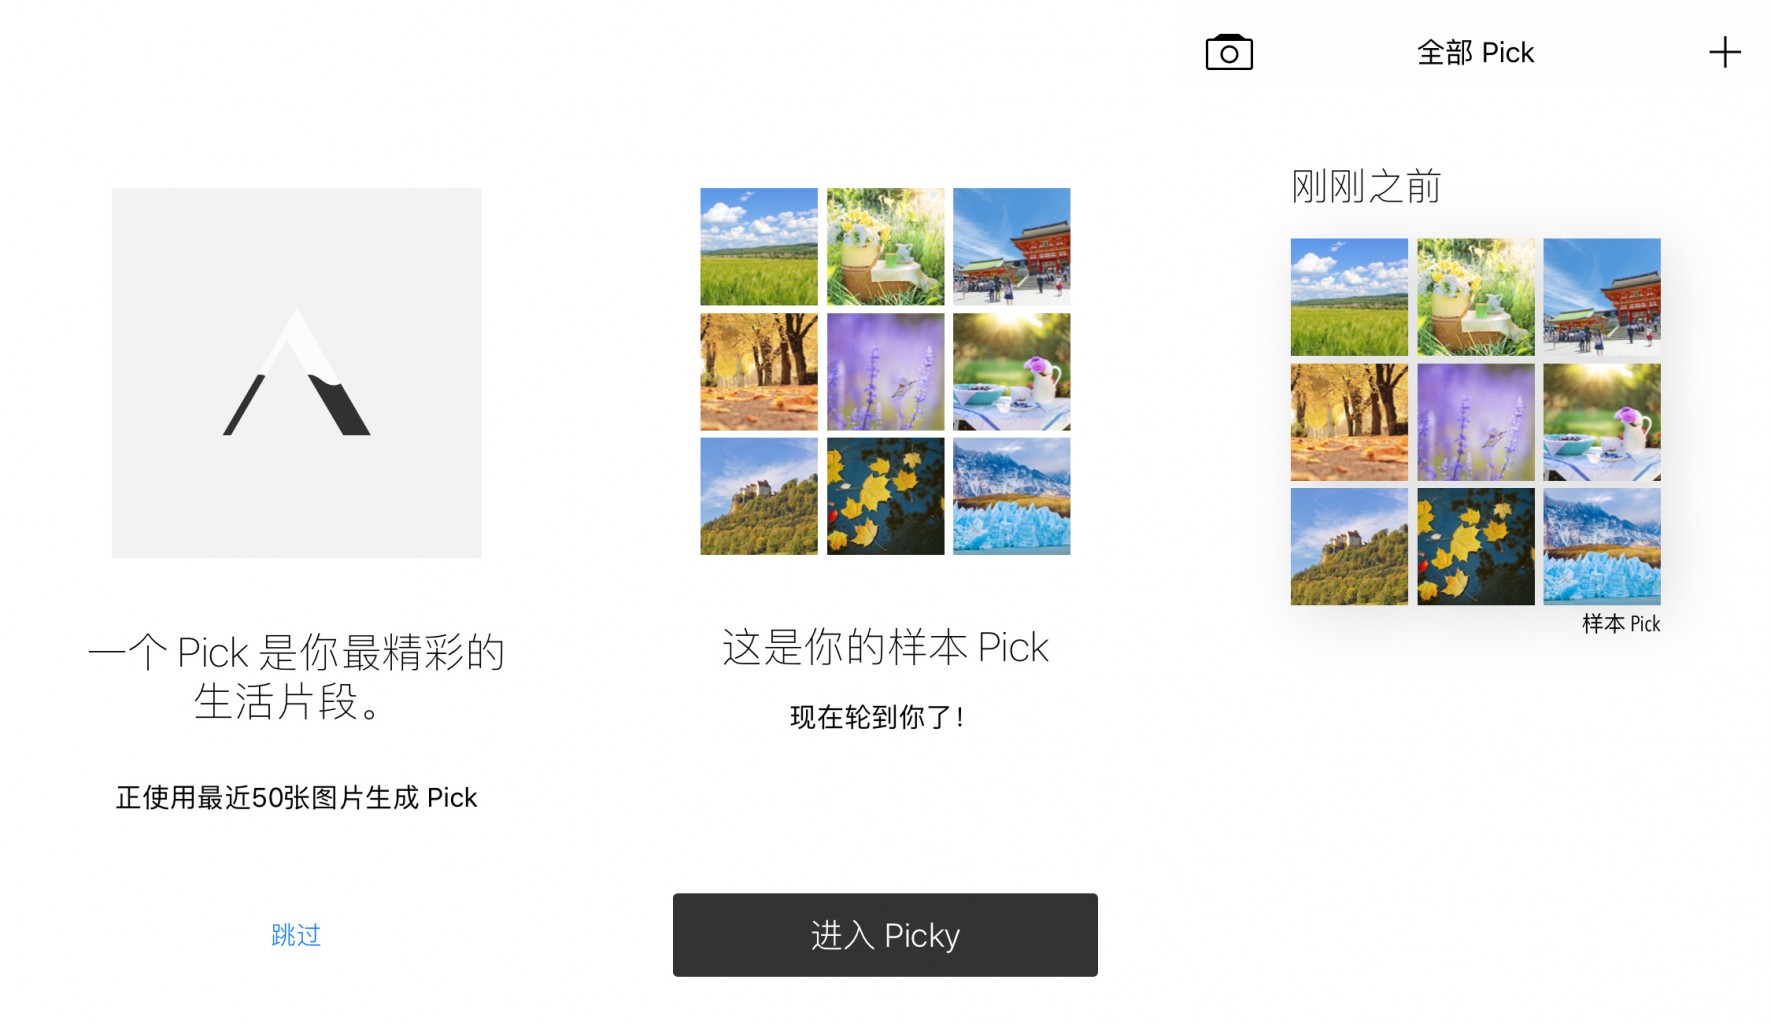 一个 Pick 是你最精彩的
生活片段。
正使用最近50张图片生成 Pick
跳过
这是你的样本 Pick
现在轮到你了！
进入 Picky
全部 Pick
刚刚之前
样本 Pick